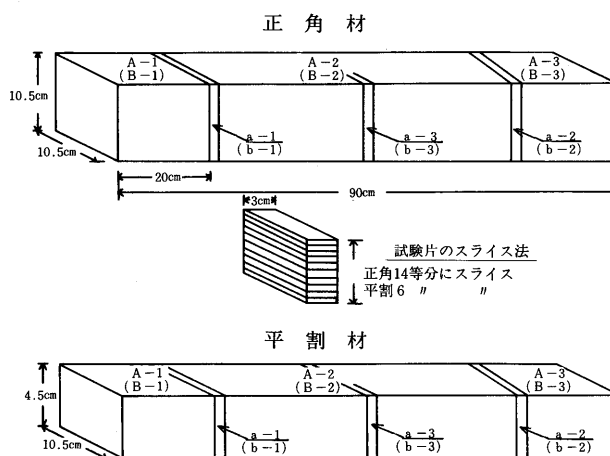 正角材
A-1 A-2 A-3
(B-1) (B-2) (B-3)
10.5cm
a-1 a-3 a-2
(b-1) (b-3) (b-2)
10.5cm
20cm
90cm
3cm
試験片のスライス法
正角14等分にスライス
平割6 〃 〃
平割材
A-1 A-2 A-3
(B-1) (B-2) (B-3)
4.5cm
a-1 a-3 a-2
(b-1) (b-3) (b-2)
10.5cm